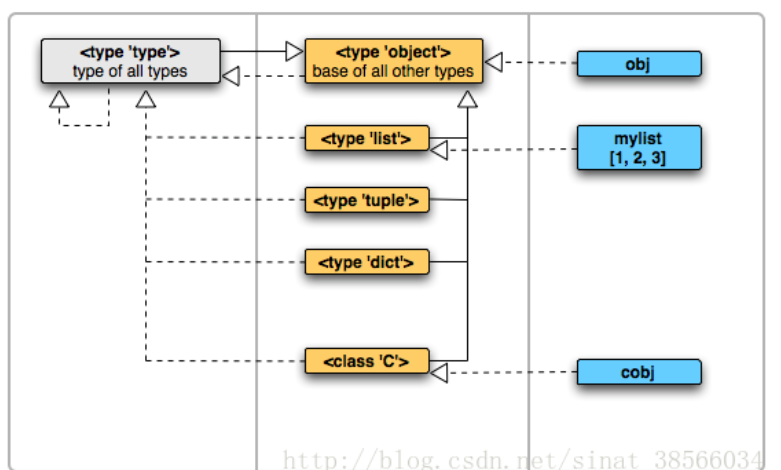 <type 'type'>
type of all types
<type 'object'>
base of all other types
obj
<type 'list'>
mylist
[1, 2, 3]
<type 'tuple'>
<type 'dict'>
<class 'C'>
cobj
http://blog.csdn.net/sinat_38566034